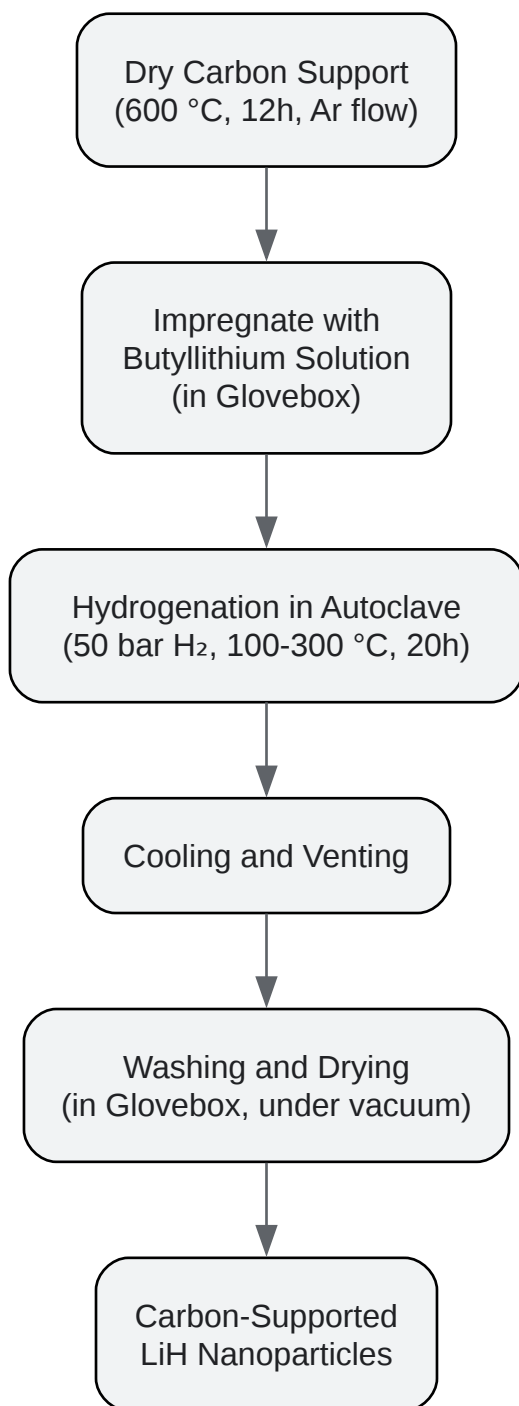 Dry Carbon Support
(600 °C, 12h, Ar flow)
Impregnate with
Butyllithium Solution
(in Glovebox)
Hydrogenation in Autoclave
(50 bar H₂, 100-300 °C, 20h)
Cooling and Venting
Washing and Drying
(in Glovebox, under vacuum)
Carbon-Supported
LiH Nanoparticles